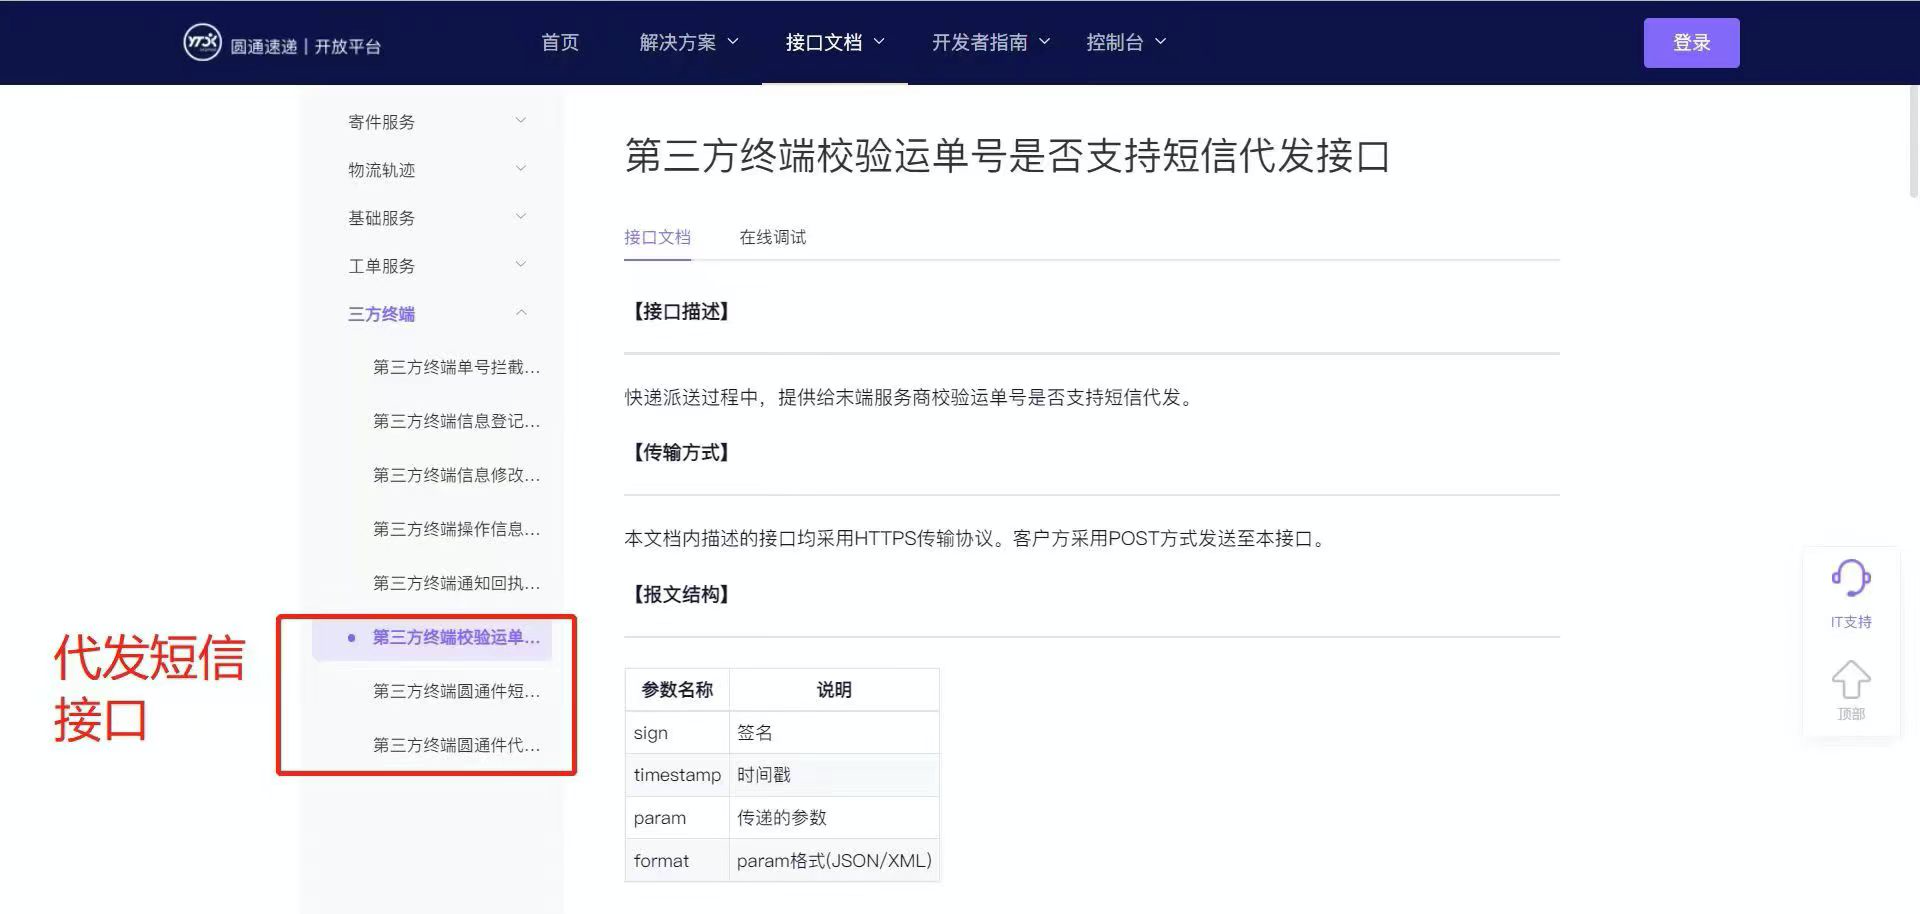 圆通速递 | 开放平台
首页
解决方案
接口文档
开发者指南
控制台
登录
寄件服务
物流轨迹
基础服务
工单服务
三方终端
第三方终端单号拦截...
第三方终端信息登记...
第三方终端信息修改...
第三方终端操作信息...
第三方终端通知回执...
第三方终端校验运单...
第三方终端圆通件短...
第三方终端圆通件代...
代发短信
接口
第三方终端校验运单号是否支持短信代发接口
接口文档
在线调试
【接口描述】
快递派送过程中，提供给末端服务商校验运单号是否支持短信代发。
【传输方式】
本文档内描述的接口均采用HTTPS传输协议。客户方采用POST方式发送至本接口。
【报文结构】
参数名称 说明
sign 签名
timestamp 时间戳
param 传递的参数
format param格式(JSON/XML)
IT支持
顶部